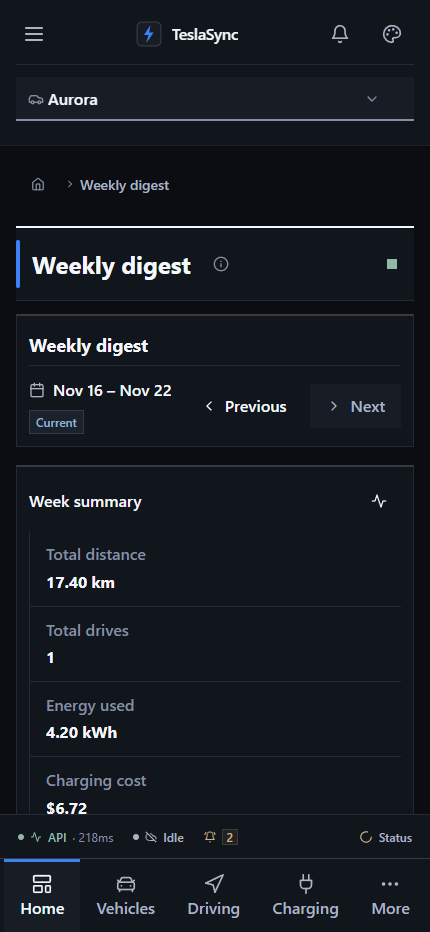 TeslaSync
Aurora
Weekly digest
Weekly digest
Weekly digest
Nov 16 – Nov 22
Current
Previous
Next
Week summary
Total distance
17.40 km
Total drives
1
Energy used
4.20 kWh
Charging cost
$6.72
API · 218ms
Idle
2
Status
Home
Vehicles
Driving
Charging
More